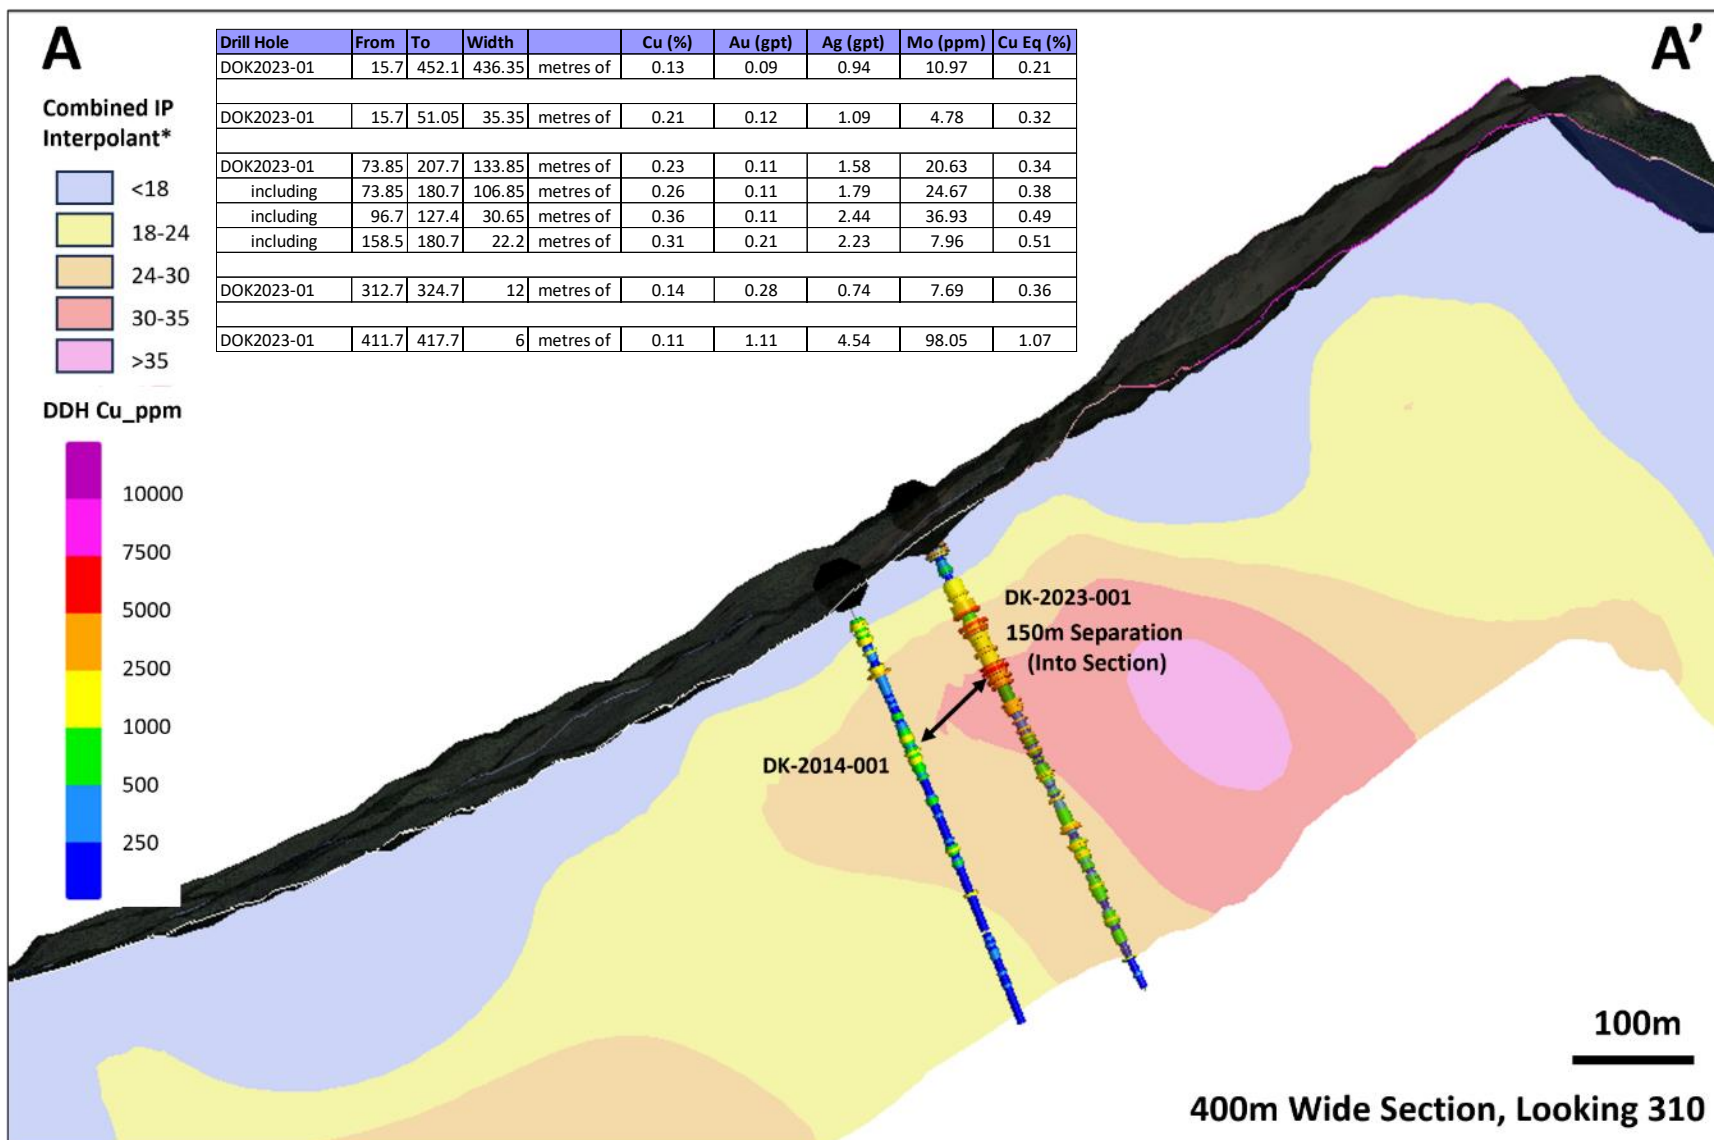 A
A'
Drill Hole From To Width Cu (%) Au (gpt) Ag (gpt) Mo (ppm) Cu Eq (%)
DOK2023-01 15.7 452.1 436.35 metres of 0.13 0.09 0.94 10.97 0.21
DOK2023-01 15.7 51.05 35.35 metres of 0.21 0.12 1.09 4.78 0.32
DOK2023-01 73.85 207.7 133.85 metres of 0.23 0.11 1.58 20.63 0.34
including 73.85 180.7 106.85 metres of 0.26 0.11 1.79 24.67 0.38
including 96.7 127.4 30.65 metres of 0.36 0.11 2.44 36.93 0.49
including 158.5 180.7 22.2 metres of 0.31 0.21 2.23 7.96 0.51
DOK2023-01 312.7 324.7 12 metres of 0.14 0.28 0.74 7.69 0.36
DOK2023-01 411.7 417.7 6 metres of 0.11 1.11 4.54 98.05 1.07
Combined IP
Interpolant*
<18
18-24
24-30
30-35
>35
DDH Cu_ppm
10000
7500
5000
2500
1000
500
250
DK-2023-001
150m Separation
(Into Section)
DK-2014-001
100m
400m Wide Section, Looking 310